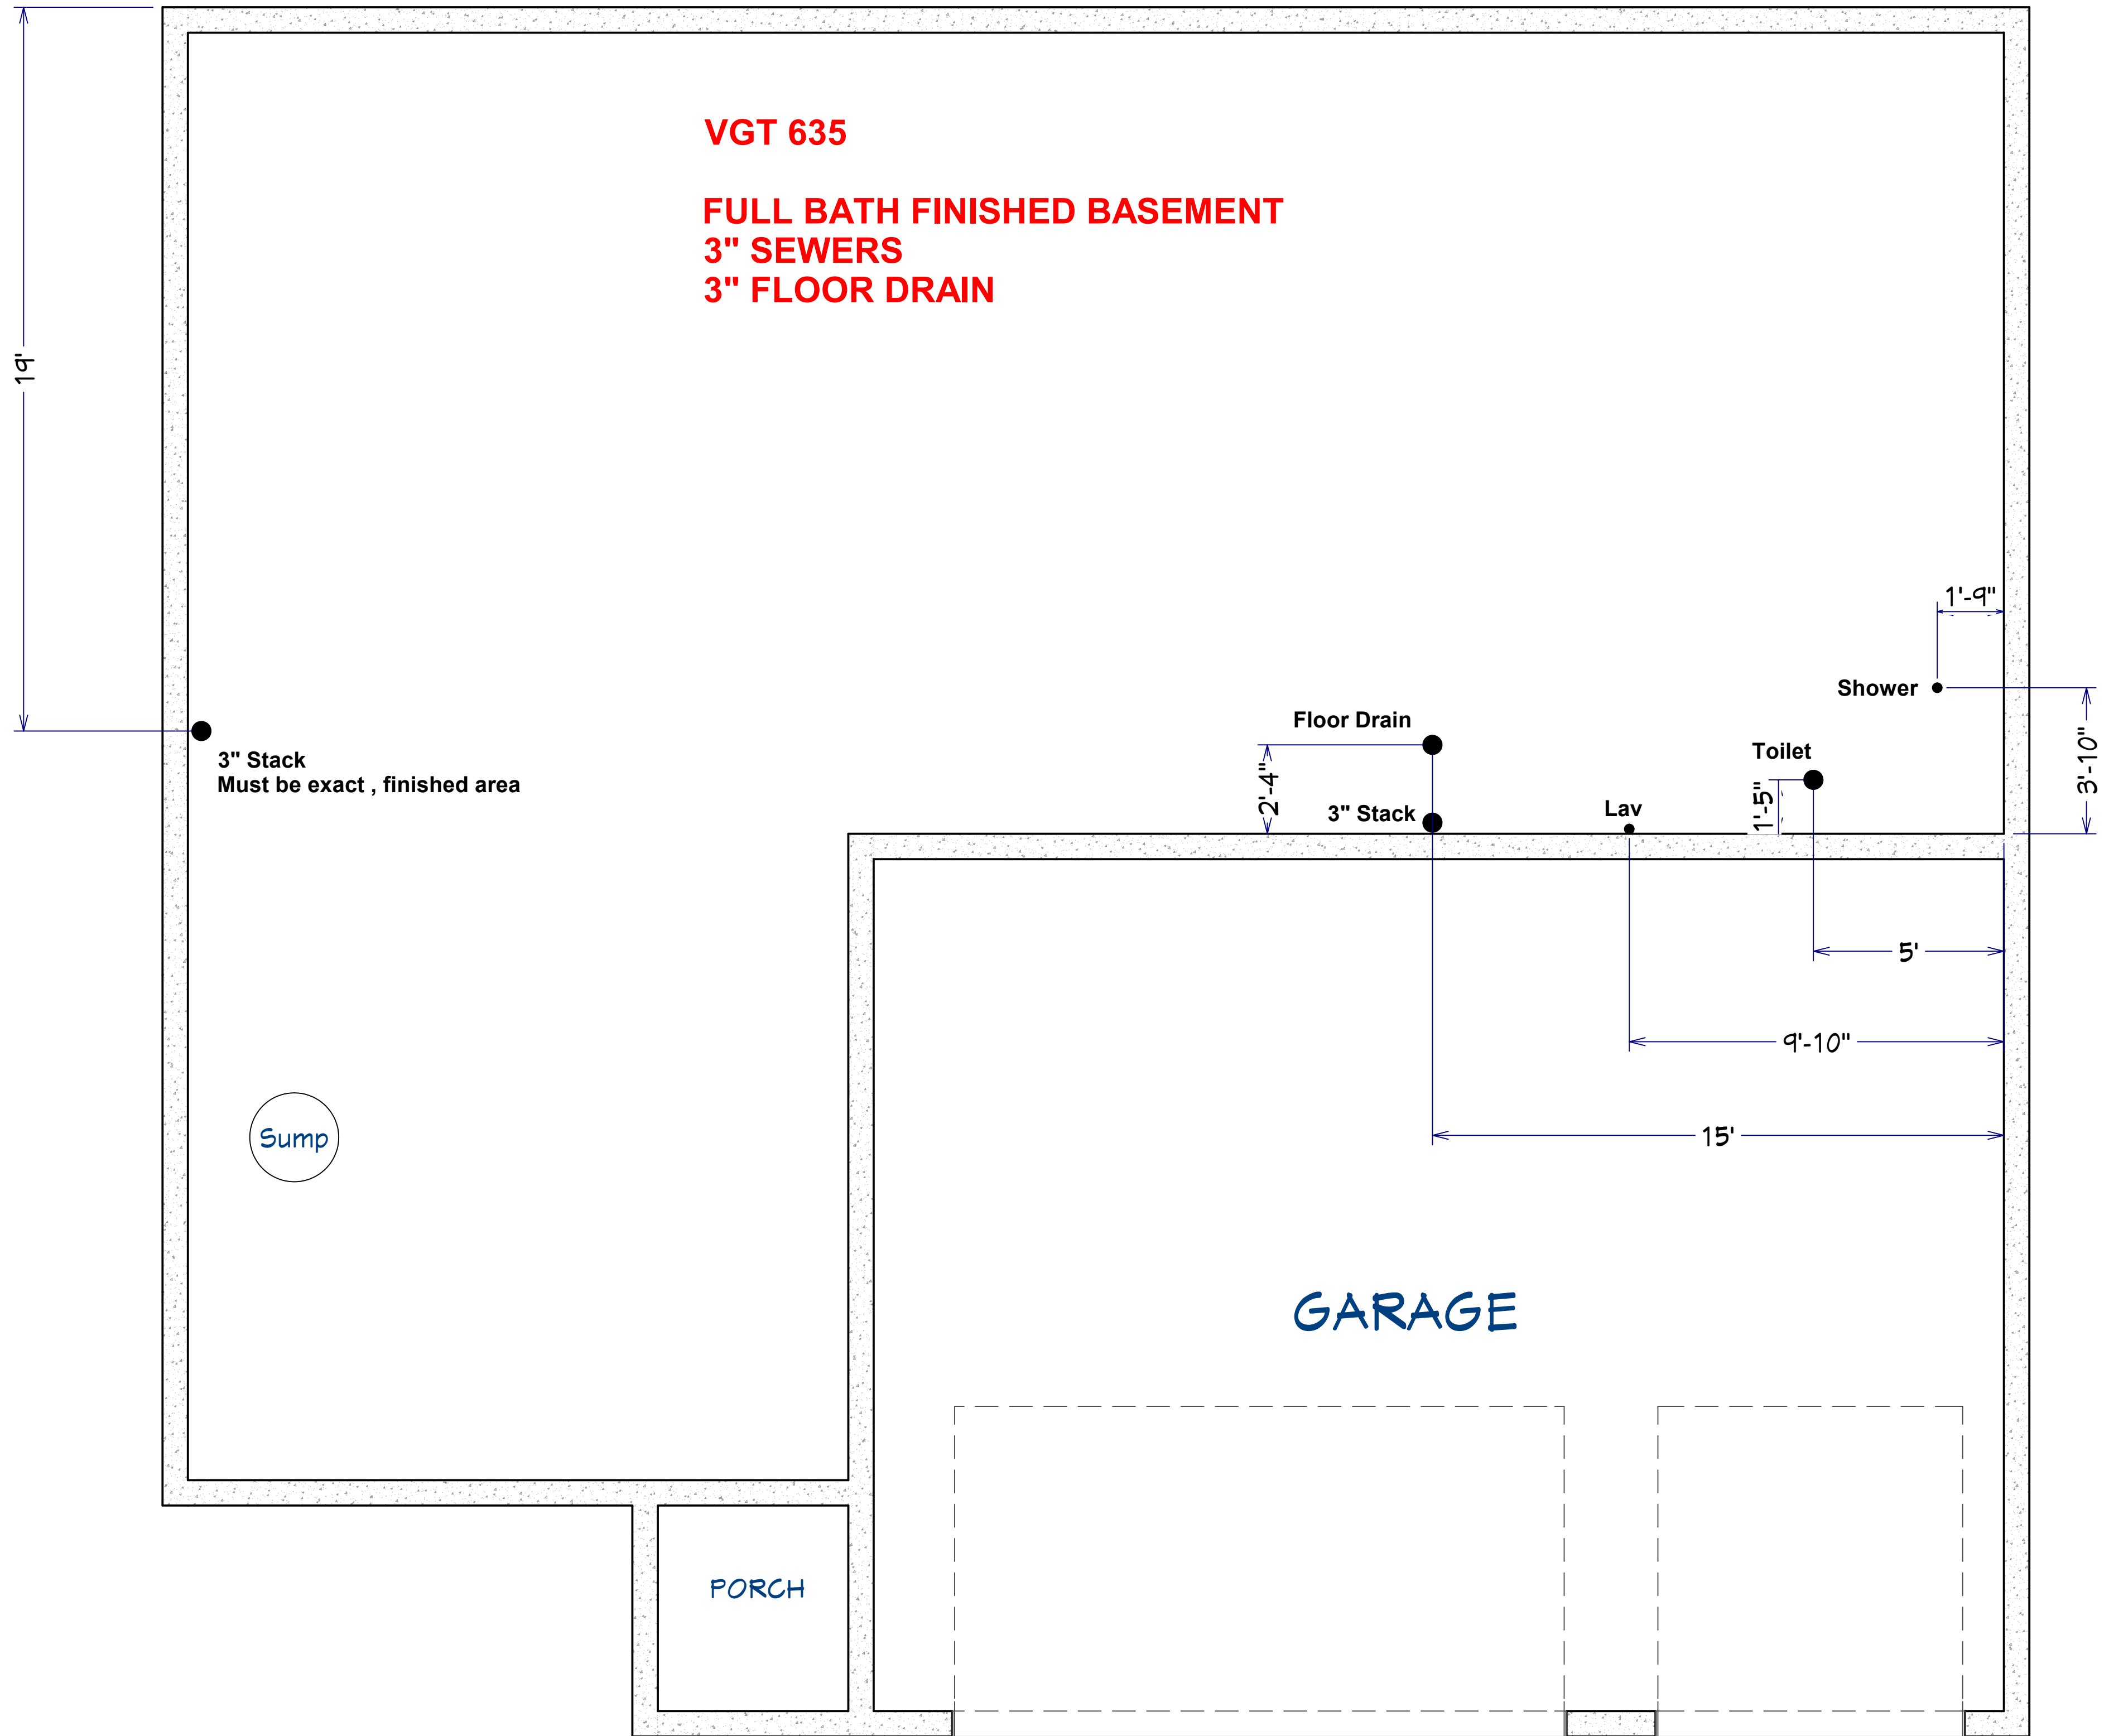 VGT 635
FULL BATH FINISHED BASEMENT
3" SEWERS
3" FLOOR DRAIN
19'
1'-9"
Shower
Floor Drain
3" Stack
Must be exact , finished area
Toilet
3'-10"
2'-4"
3" Stack
Lav
1'-5"
5'
9'-10"
Sump
15'
GARAGE
PORCH